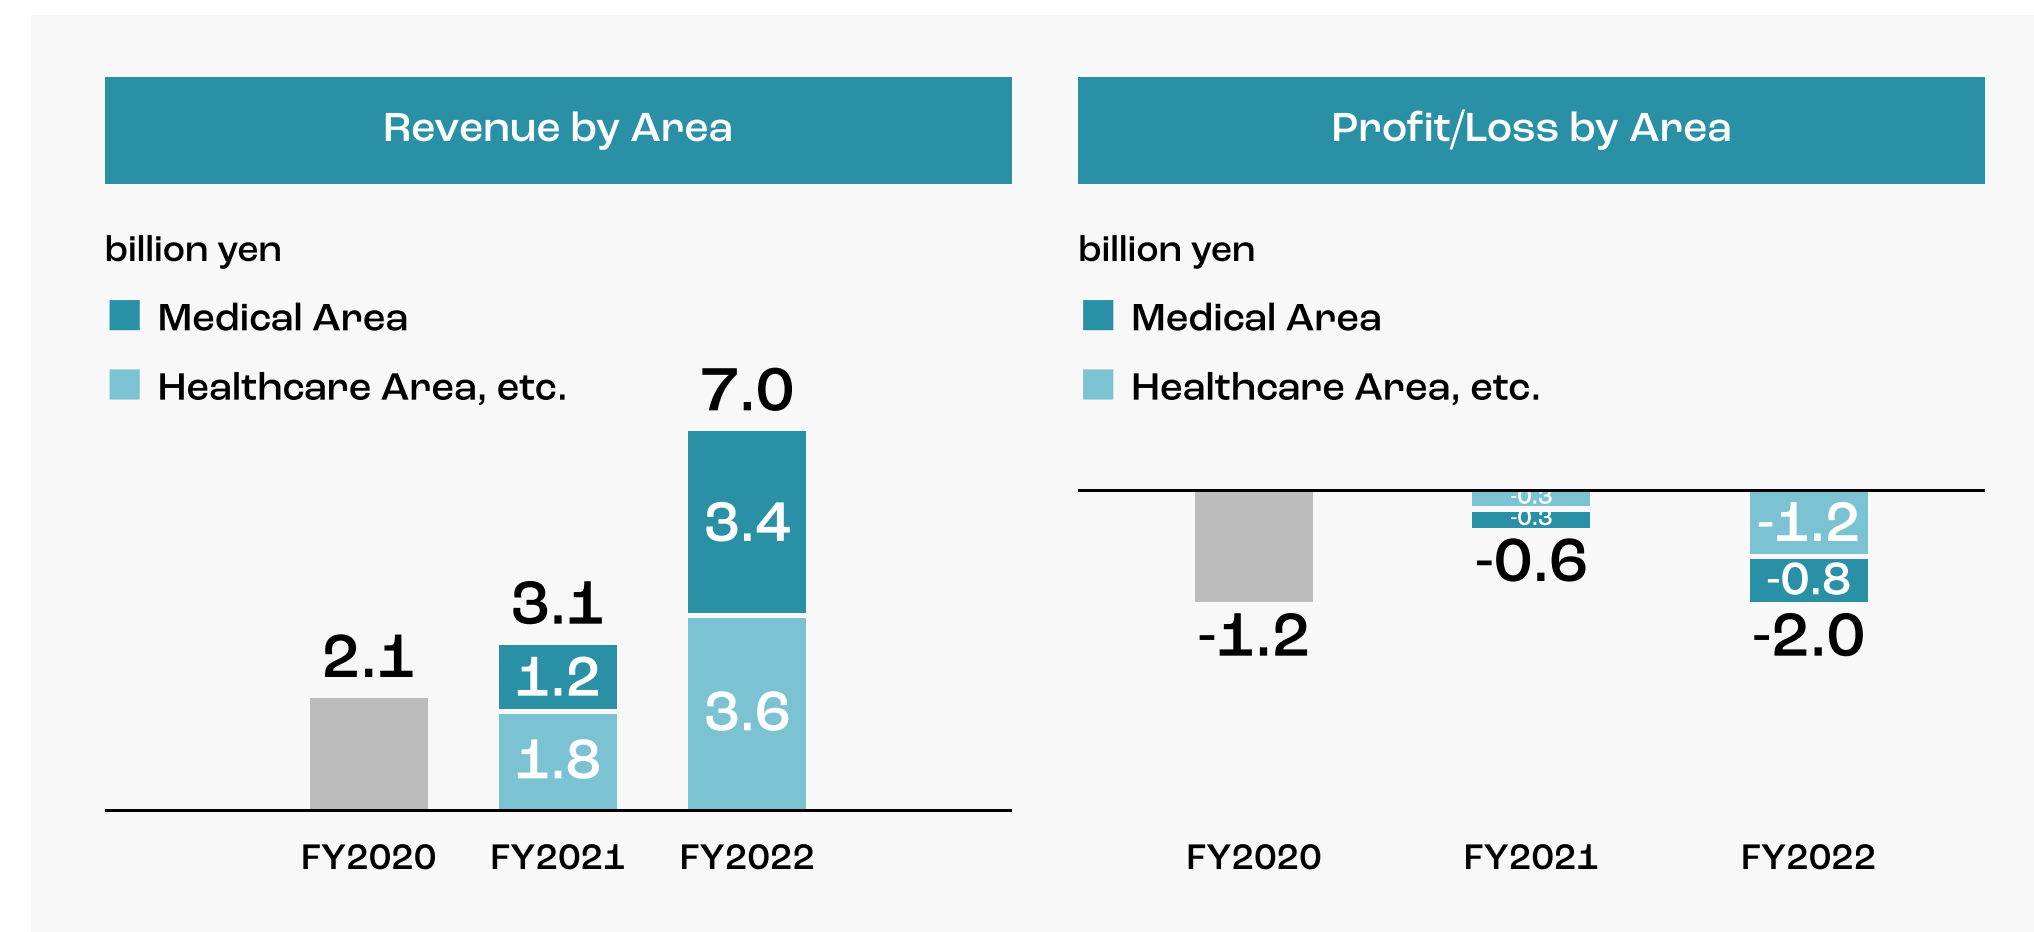 Revenue by Area
billion yen
Medical Area
Healthcare Area, etc.
7.0
3.4
3.6
3.1
1.2
1.8
2.1
FY2020 FY2021 FY2022
Profit/Loss by Area
billion yen
Medical Area
Healthcare Area, etc.
-0.3
-0.3
-0.6
-1.2
-0.8
-1.2
-2.0
FY2020 FY2021 FY2022